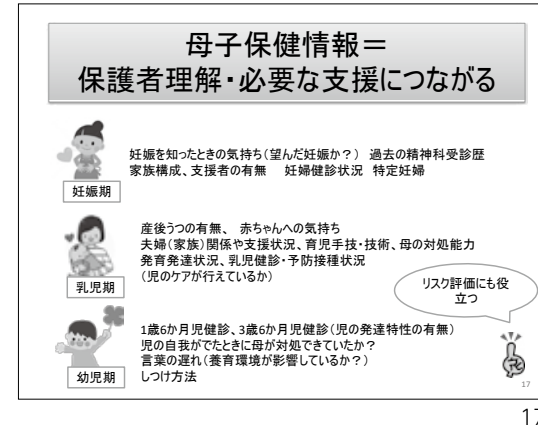 母子保健情報＝
保護者理解・必要な支援につながる
妊娠を知ったときの気持ち（望んだ妊娠か？）　過去の精神科受診歴
家族構成、支援者の有無　妊婦健診状況　特定妊婦
妊娠期
産後うつの有無、 赤ちゃんへの気持ち
夫婦（家族）関係や支援状況、育児手技・技術、母の対処能力
発育発達状況、乳児健診・予防接種状況
（児のケアが行えているか）
乳児期
リスク評価にも役
立つ
1歳6か月児健診、3歳6か月児健診（児の発達特性の有無）
児の自我がでたときに母が対処できていたか？
言葉の遅れ（養育環境が影響しているか？）
しつけ方法
幼児期
17
17